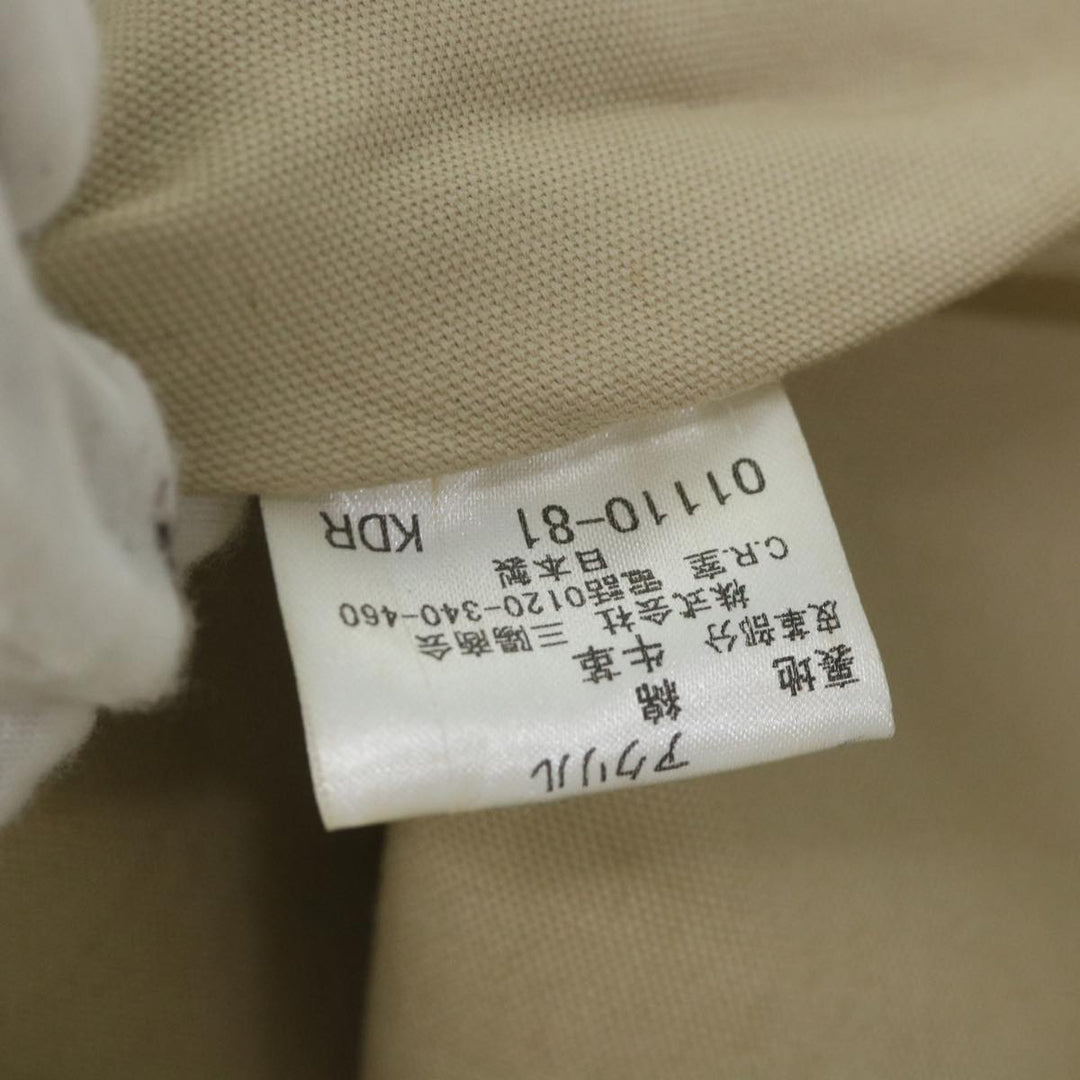 アクリル
裏地 綿
皮革部分 牛革
株式会社 三陽商会
C.R.室 電話0120-340-460
日本製
01110-81 KDR